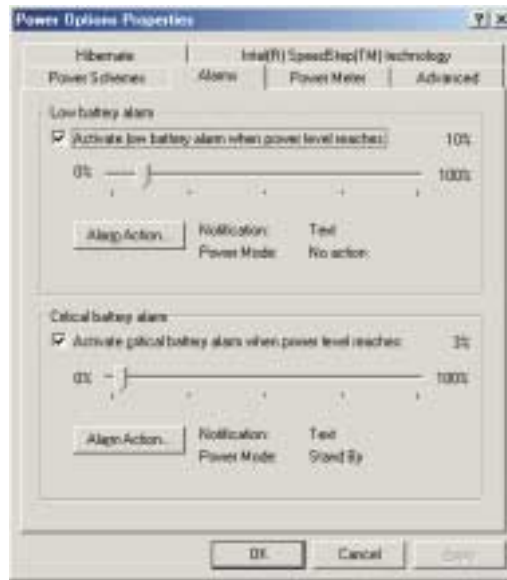 Power Options Properties
Hibernate Intel(R) SpeedStep(TM) technology
Power Schemes Alarms Power Meter Advanced
Low battery alarm
Activate low battery alarm when power level reaches: 10%
0% 100%
Alarm Action... Notification: Text
Power Mode: No action
Critical battery alarm
Activate critical battery alarm when power level reaches: 3%
0% 100%
Alarm Action... Notification: Text
Power Mode: Stand By
OK Cancel Apply